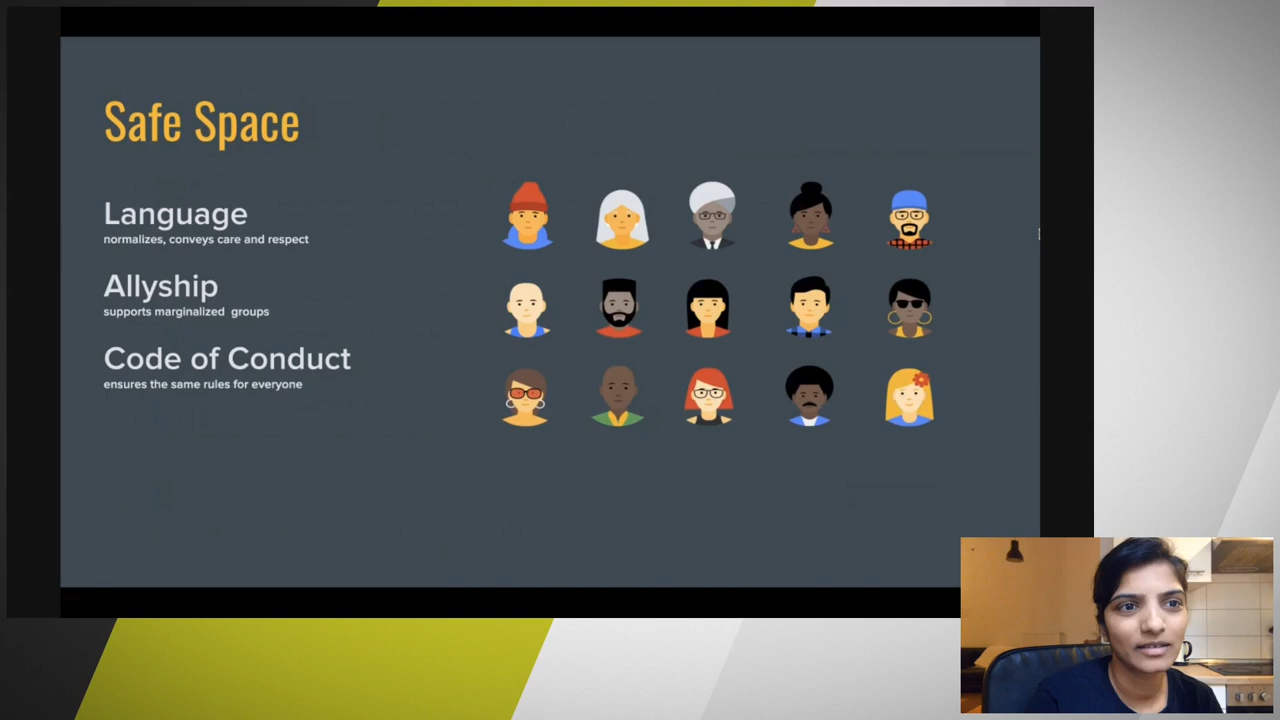 Safe Space
Language
normalizes, conveys care and respect
Allyship
supports marginalized groups
Code of Conduct
ensures the same rules for everyone